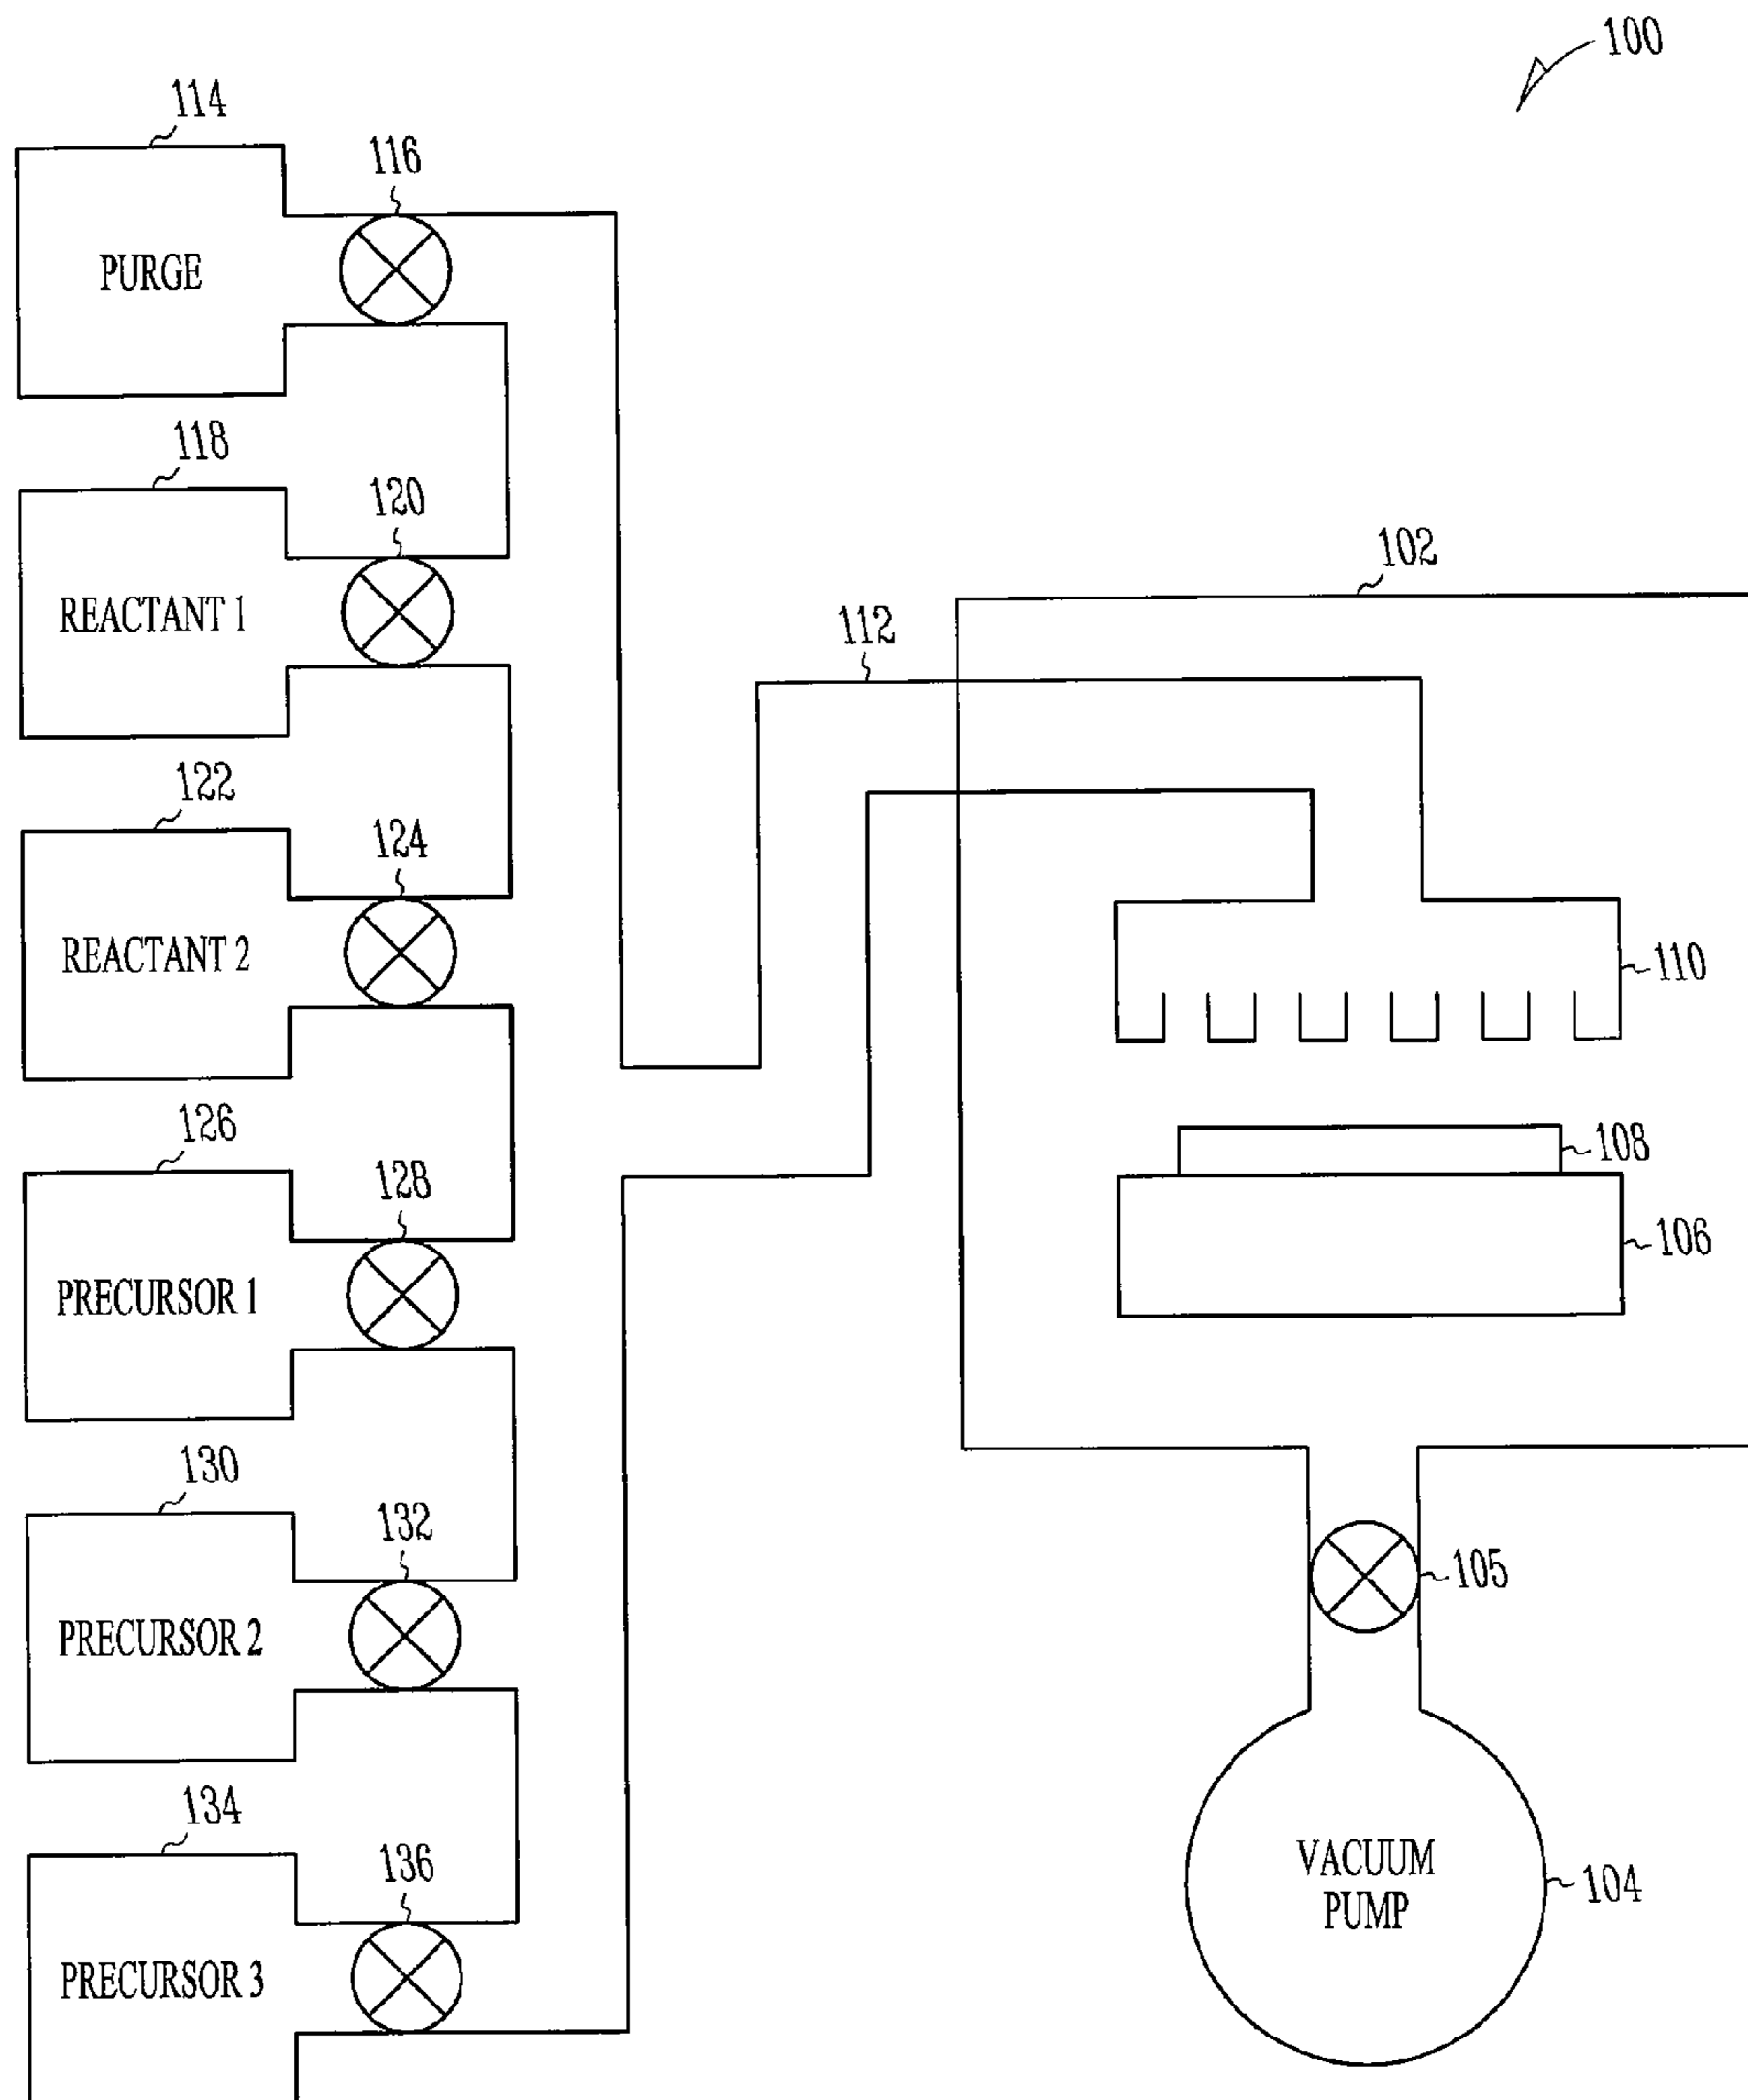 100
114
116
PURGE
118
120
REACTANT 1
102
112
122
124
REACTANT 2
110
126
128
108
PRECURSOR 1
106
130
132
105
PRECURSOR 2
134
136
VACUUM
PUMP
104
PRECURSOR 3